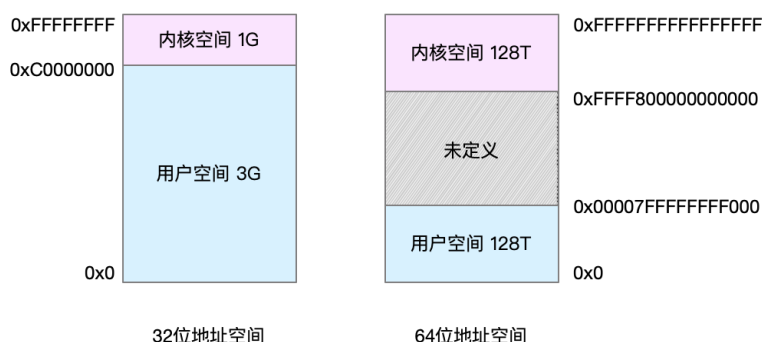 0xFFFFFFFF
内核空间 1G
0xC0000000
用户空间 3G
0x0
32位地址空间
0xFFFFFFFFFFFFFFFF
内核空间 128T
0xFFFF800000000000
未定义
0x00007FFFFFFFF000
用户空间 128T
0x0
64位地址空间